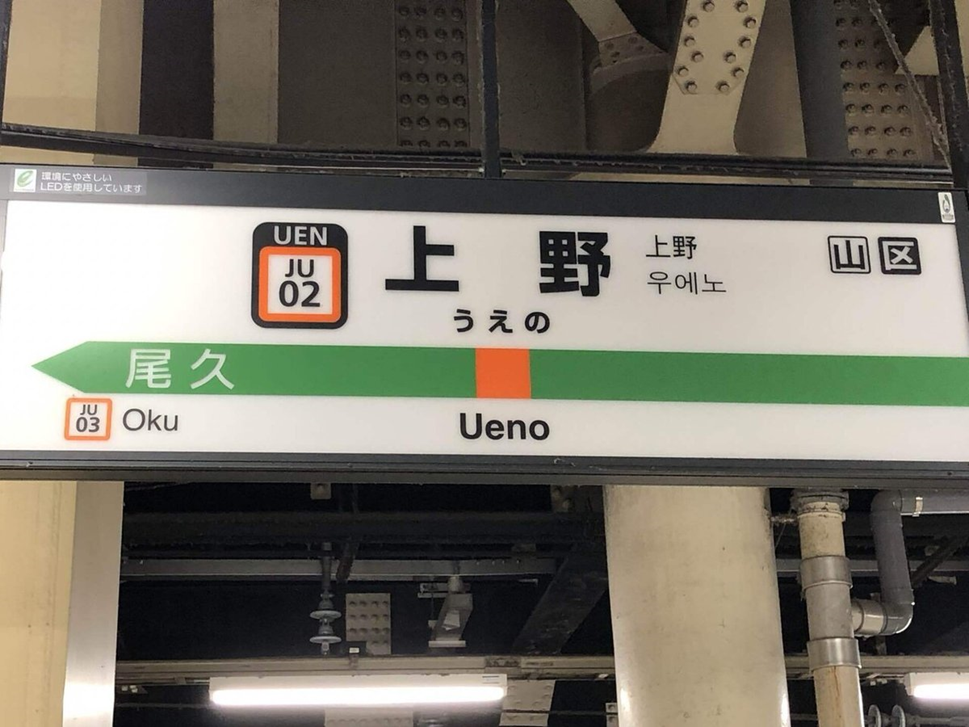 環境にやさしい
LEDを使用しています
UEN
JU
02
上野
上野
우에노
山区
うえの
尾久
JU
03
Oku
Ueno